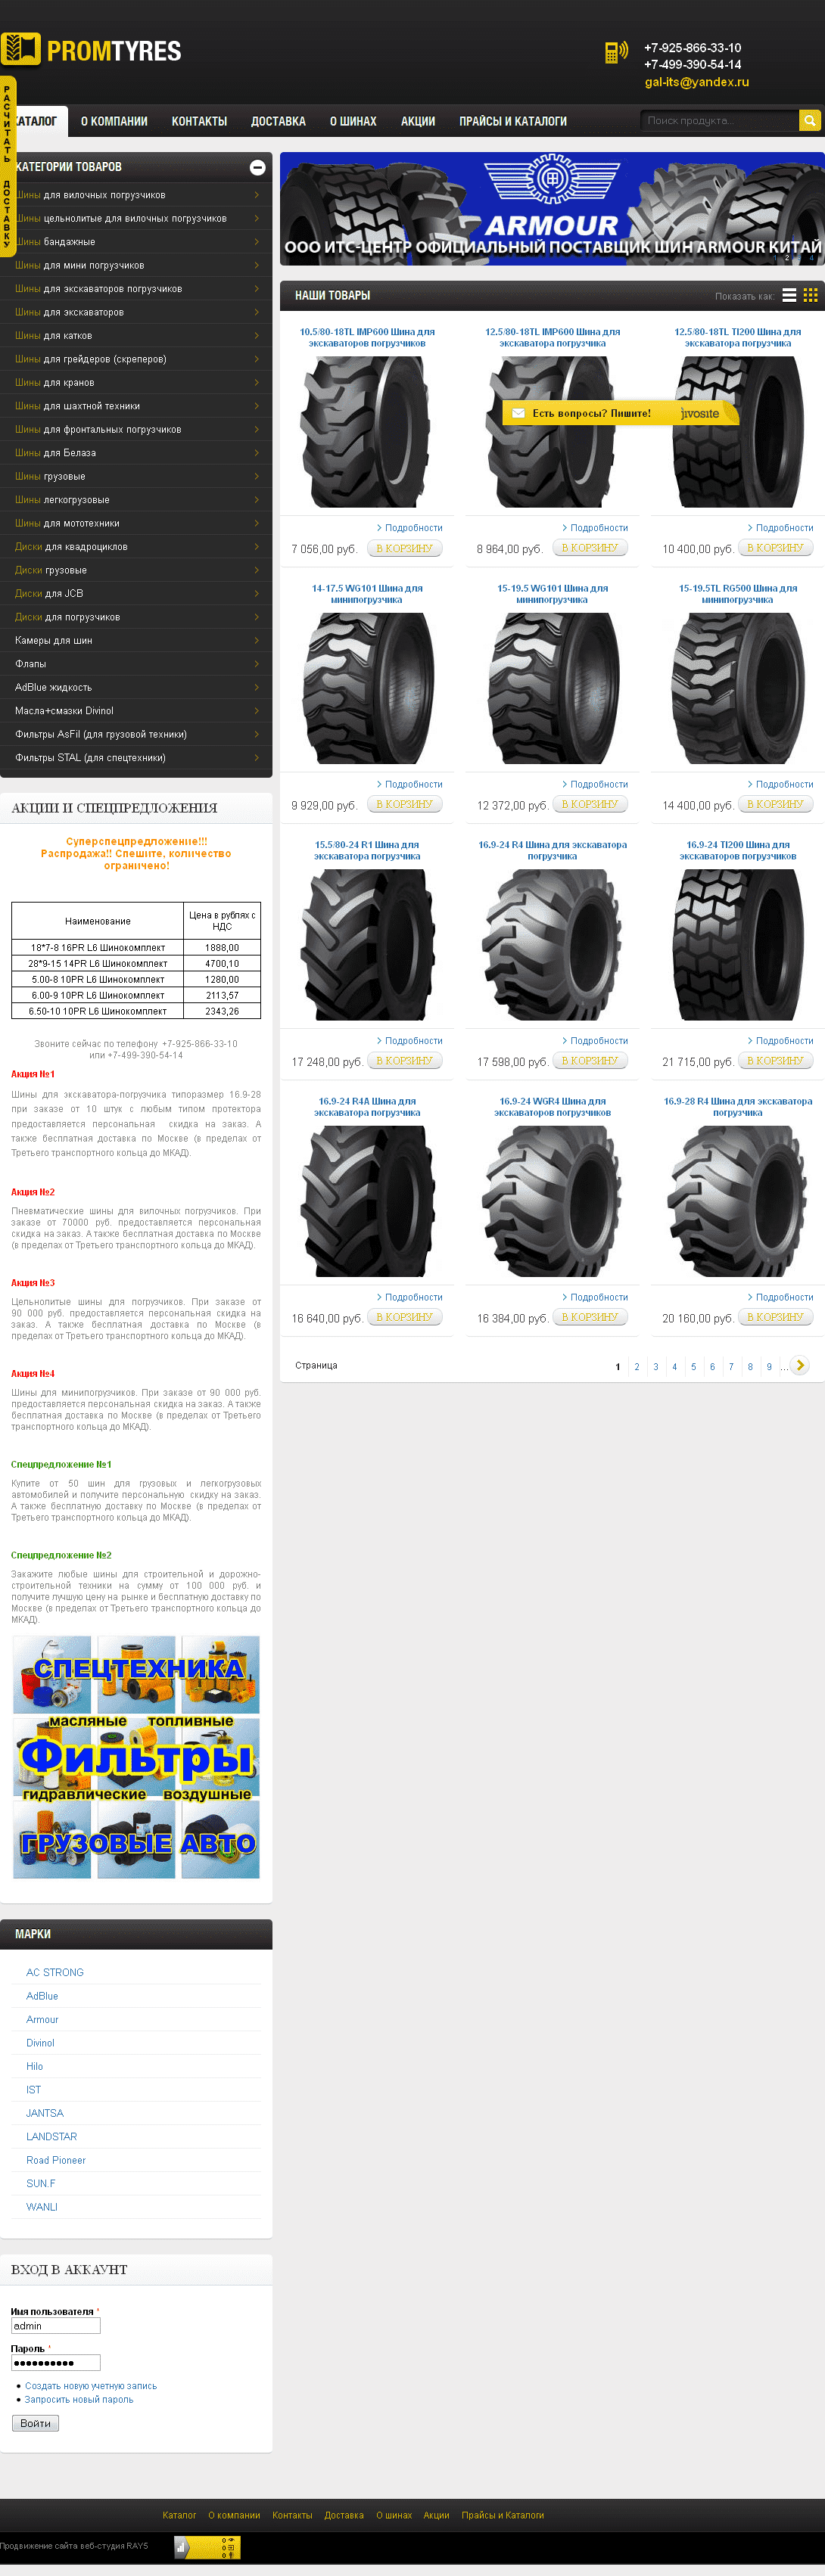 PROMTYRES
+7-925-866-33-10
+7-499-390-54-14
gal-its@yandex.ru
РАСЧИТАТЬ ДОСТАВКУ
КАТАЛОГ О КОМПАНИИ КОНТАКТЫ ДОСТАВКА О ШИНАХ АКЦИИ ПРАЙСЫ И КАТАЛОГИ
Поиск продукта...
КАТЕГОРИИ ТОВАРОВ
Шины для вилочных погрузчиков
Шины цельнолитые для вилочных погрузчиков
Шины бандажные
Шины для мини погрузчиков
Шины для экскаваторов погрузчиков
Шины для экскаваторов
Шины для катков
Шины для грейдеров (скреперов)
Шины для кранов
Шины для шахтной техники
Шины для фронтальных погрузчиков
Шины для Белаза
Шины грузовые
Шины легкогрузовые
Шины для мототехники
Диски для квадроциклов
Диски грузовые
Диски для JCB
Диски для погрузчиков
Камеры для шин
Флапы
AdBlue жидкость
Масла+смазки Divinol
Фильтры AsFil (для грузовой техники)
Фильтры STAL (для спецтехники)
АКЦИИ И СПЕЦПРЕДЛОЖЕНИЯ
Суперспецпредложение!!!
Распродажа!! Спешите, количество
ограничено!
Наименование
Цена в рублях с
НДС
18*7-8 16PR L6 Шинокомплект 1888,00
28*9-15 14PR L6 Шинокомплект 4700,10
5.00-8 10PR L6 Шинокомплект 1280,00
6.00-9 10PR L6 Шинокомплект 2113,57
6.50-10 10PR L6 Шинокомплект 2343,26
Звоните сейчас по телефону +7-925-866-33-10
или +7-499-390-54-14
Акция №1
Шины для экскаватора-погрузчика типоразмер 16.9-28
при заказе от 10 штук с любым типом протектора
предоставляется персональная скидка на заказ. А
также бесплатная доставка по Москве (в пределах от
Третьего транспортного кольца до МКАД).
Акция №2
Пневматические шины для вилочных погрузчиков. При
заказе от 70000 руб. предоставляется персональная
скидка на заказ. А также бесплатная доставка по Москве
(в пределах от Третьего транспортного кольца до МКАД).
Акция №3
Цельнолитые шины для погрузчиков. При заказе от
90 000 руб. предоставляется персональная скидка на
заказ. А также бесплатная доставка по Москве (в
пределах от Третьего транспортного кольца до МКАД).
Акция №4
Шины для минипогрузчиков. При заказе от 90 000 руб.
предоставляется персональная скидка на заказ. А также
бесплатная доставка по Москве (в пределах от Третьего
транспортного кольца до МКАД).
Спецпредложение №1
Купите от 50 шин для грузовых и легкогрузовых
автомобилей и получите персональную скидку на заказ.
А также бесплатную доставку по Москве (в пределах от
Третьего транспортного кольца до МКАД).
Спецпредложение №2
Закажите любые шины для строительной и дорожно-
строительной техники на сумму от 100 000 руб. и
получите лучшую цену на рынке и бесплатную доставку по
Москве (в пределах от Третьего транспортного кольца до
МКАД).
СПЕЦТЕХНИКА
масляные топливные
Фильтры
гидравлические воздушные
ГРУЗОВЫЕ АВТО
МАРКИ
AC STRONG
AdBlue
Armour
Divinol
Hilo
IST
JANTSA
LANDSTAR
Road Pioneer
SUN.F
WANLI
ВХОД В АККАУНТ
Имя пользователя *
admin
Пароль *
Создать новую учетную запись
Запросить новый пароль
Войти
ARMOUR
ООО ИТС-ЦЕНТР ОФИЦИАЛЬНЫЙ ПОСТАВЩИК ШИН ARMOUR КИТАЙ
1 2 3 4
НАШИ ТОВАРЫ
Показать как:
10.5/80-18TL IMP600 Шина для
экскаваторов погрузчиков
12.5/80-18TL IMP600 Шина для
экскаватора погрузчика
12.5/80-18TL TI200 Шина для
экскаватора погрузчика
Есть вопросы? Пишите! jivosite
Подробности Подробности Подробности
7 056,00 руб. В КОРЗИНУ 8 964,00 руб. В КОРЗИНУ 10 400,00 руб. В КОРЗИНУ
14-17.5 WG101 Шина для
минипогрузчика
15-19.5 WG101 Шина для
минипогрузчика
15-19.5TL RG500 Шина для
минипогрузчика
Подробности Подробности Подробности
9 929,00 руб. В КОРЗИНУ 12 372,00 руб. В КОРЗИНУ 14 400,00 руб. В КОРЗИНУ
15.5/80-24 R1 Шина для
экскаватора погрузчика
16.9-24 R4 Шина для экскаватора
погрузчика
16.9-24 TI200 Шина для
экскаваторов погрузчиков
Подробности Подробности Подробности
17 248,00 руб. В КОРЗИНУ 17 598,00 руб. В КОРЗИНУ 21 715,00 руб. В КОРЗИНУ
16.9-24 R4A Шина для
экскаватора погрузчика
16.9-24 WGR4 Шина для
экскаваторов погрузчиков
16.9-28 R4 Шина для экскаватора
погрузчика
Подробности Подробности Подробности
16 640,00 руб. В КОРЗИНУ 16 384,00 руб. В КОРЗИНУ 20 160,00 руб. В КОРЗИНУ
Страница 1 2 3 4 5 6 7 8 9 ...
Каталог О компании Контакты Доставка О шинах Акции Прайсы и Каталоги
Продвижение сайта веб-студия RAYS
0
0
0